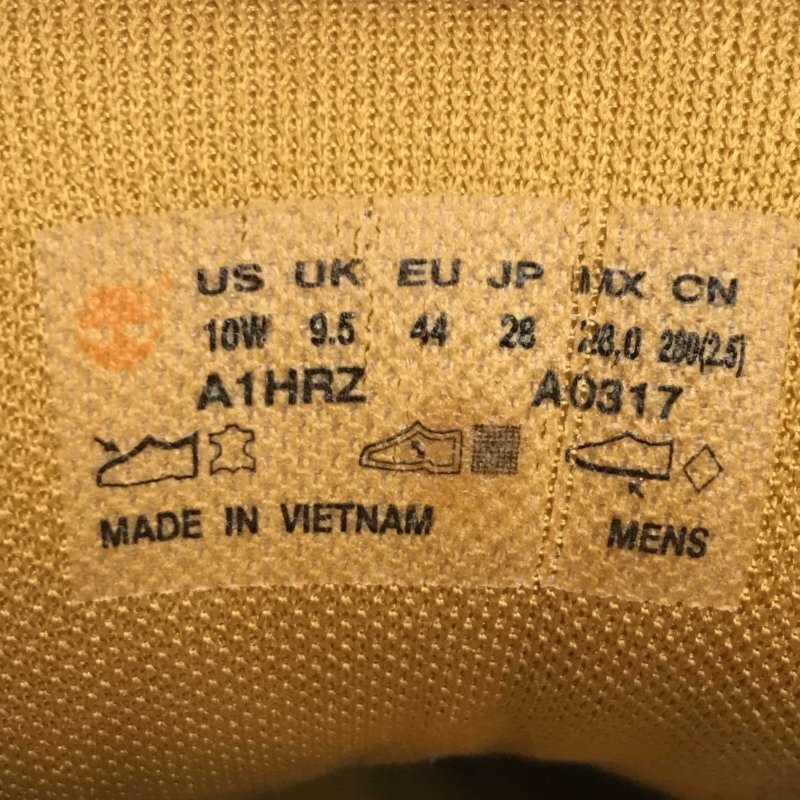 US UK EU JP MX CN
10W 9.5 44 28 28,0 280(2.5)
A1HRZ A0317
MADE IN VIETNAM MENS